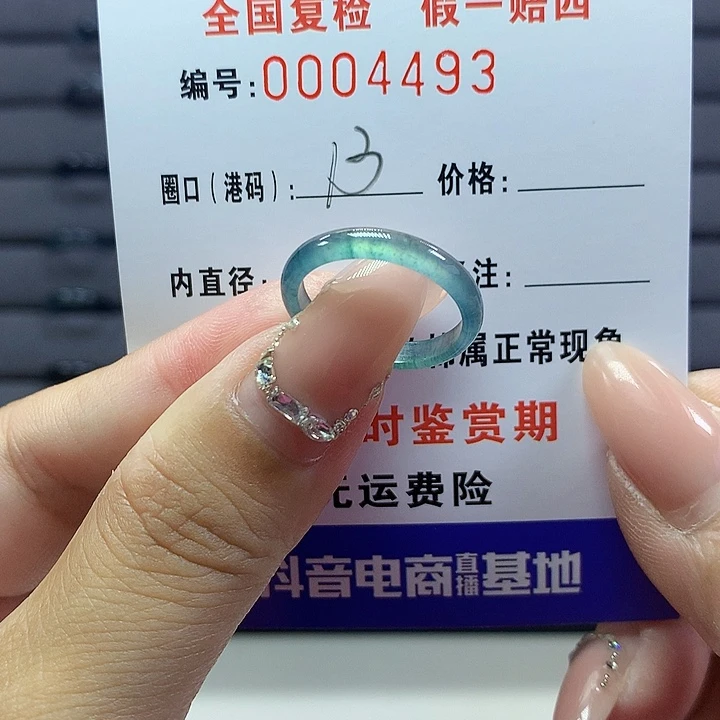 全国复检 假一赔四
编号:0004493
圈口(港码):13 价格:
内直径: 注:
属正常现象
时鉴赏期
运费险
抖音电商直播基地